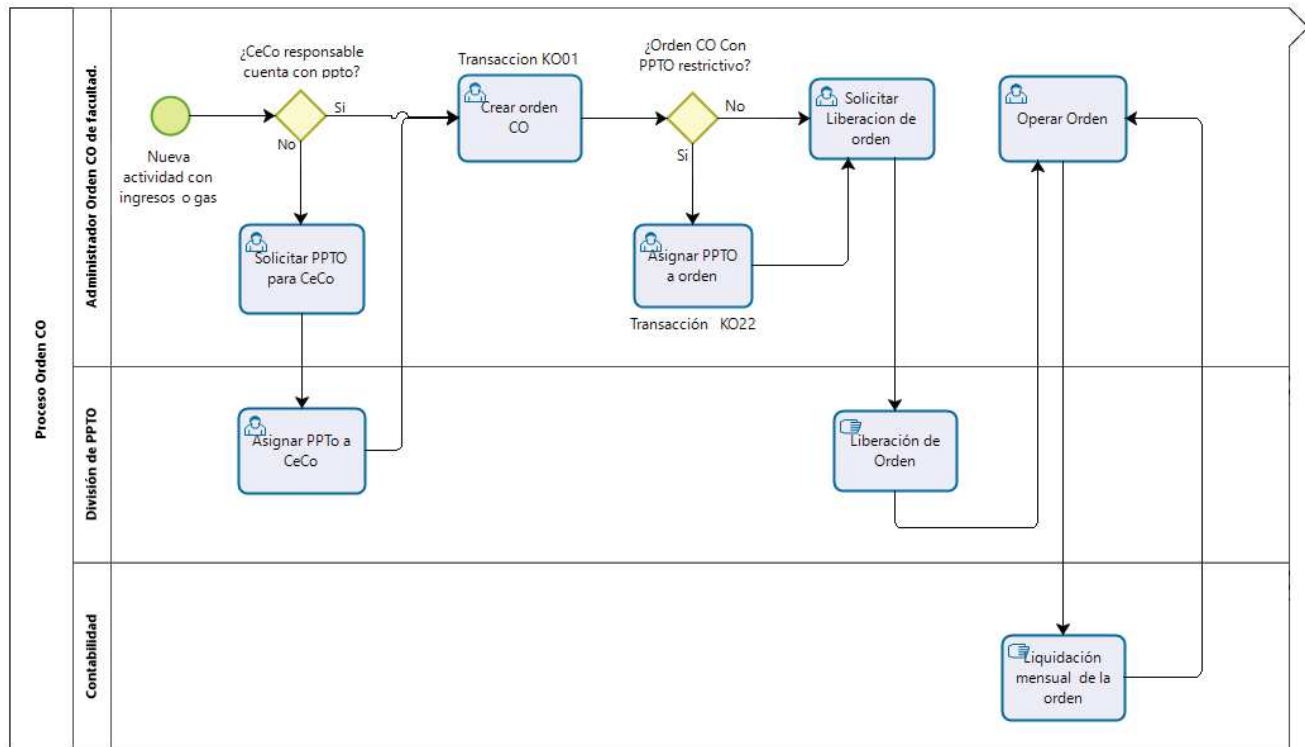 Proceso Orden CO
Administrador Orden CO de facultad.
¿CeCo responsable
cuenta con ppto?
Si
No
Nueva
actividad con
ingresos o gas
Transaccion KO01
Crear orden
CO
¿Orden CO Con
PPTO restrictivo?
No
Si
Solicitar
Liberacion de
orden
Operar Orden
Solicitar PPTO
para CeCo
Asignar PPTO
a orden
Transacción KO22
División de PPTO
Asignar PPTo a
CeCo
Liberación de
Orden
Contabilidad
Liquidación
mensual de la
orden